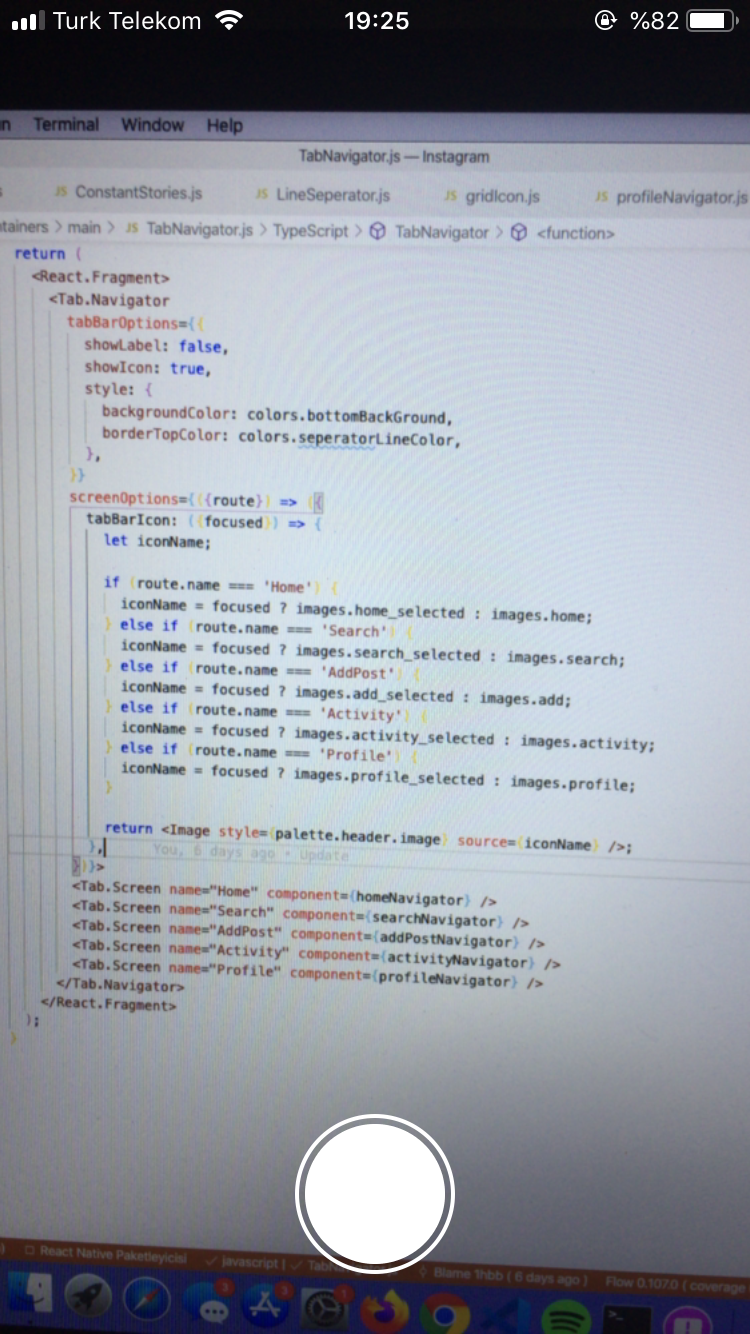 Turk Telekom 19:25 %82
Terminal Window Help
TabNavigator.js — Instagram
JS ConstantStories.js JS LineSeperator.js JS gridIcon.js JS profileNavigator.js
main > JS TabNavigator.js > TypeScript > TabNavigator > <function>
return (
<React.Fragment>
<Tab.Navigator
tabBarOptions={{
showLabel: false,
showIcon: true,
style: {
backgroundColor: colors.bottomBackGround,
borderTopColor: colors.seperatorLineColor,
},
}}
screenOptions={({route}) => ({
tabBarIcon: ({focused}) => {
let iconName;
if (route.name === 'Home') {
iconName = focused ? images.home_selected : images.home;
} else if (route.name === 'Search') {
iconName = focused ? images.search_selected : images.search;
} else if (route.name === 'AddPost') {
iconName = focused ? images.add_selected : images.add;
} else if (route.name === 'Activity') {
iconName = focused ? images.activity_selected : images.activity;
} else if (route.name === 'Profile') {
iconName = focused ? images.profile_selected : images.profile;
}
return <Image style={palette.header.image} source={iconName} />;
}, You, 6 days ago • Update
})}>
<Tab.Screen name="Home" component={homeNavigator} />
<Tab.Screen name="Search" component={searchNavigator} />
<Tab.Screen name="AddPost" component={addPostNavigator} />
<Tab.Screen name="Activity" component={activityNavigator} />
<Tab.Screen name="Profile" component={profileNavigator} />
</Tab.Navigator>
</React.Fragment>
);
}
React Native Paketleyicisi javascript | Blame 1hbb ( 6 days ago ) Flow 0.107.0 ( coverage
3 3 1